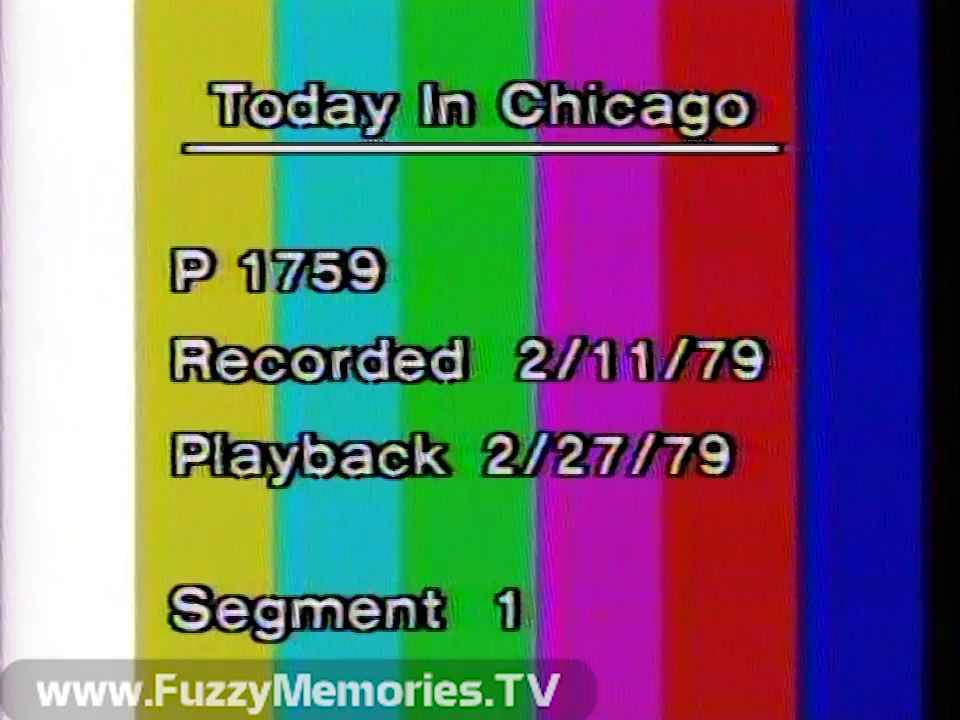 Today In Chicago
P 1759
Recorded 2/11/79
Playback 2/27/79
Segment 1
www.FuzzyMemories.TV